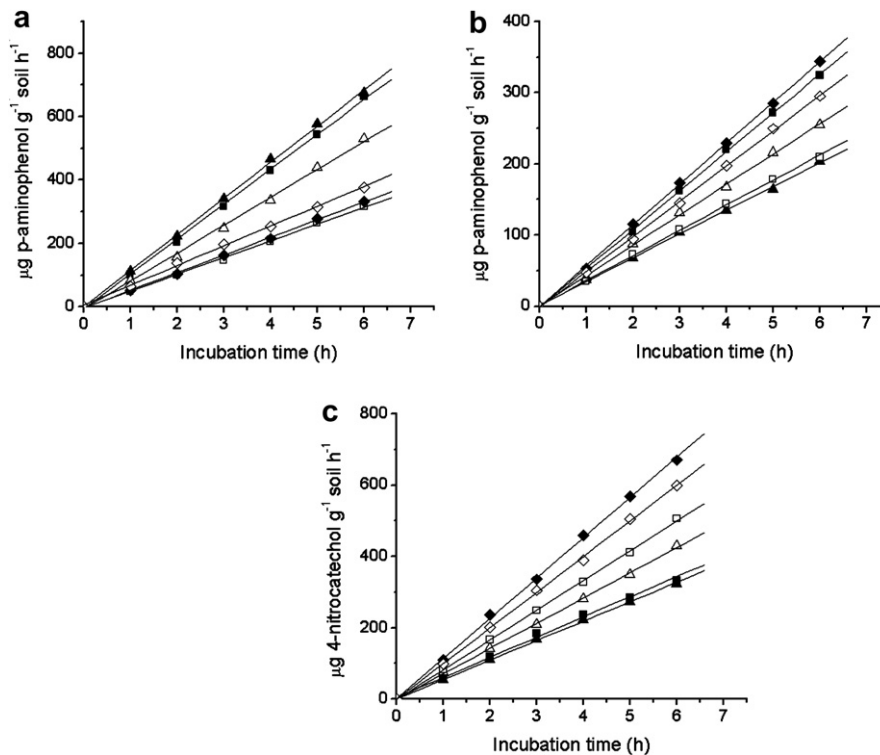 a
µg p-aminophenol g⁻¹ soil h⁻¹
800
600
400
200
0
0 1 2 3 4 5 6 7
Incubation time (h)
b
µg p-aminophenol g⁻¹ soil h⁻¹
400
300
200
100
0
0 1 2 3 4 5 6 7
Incubation time (h)
c
µg 4-nitrocatechol g⁻¹ soil h⁻¹
800
600
400
200
0
0 1 2 3 4 5 6 7
Incubation time (h)